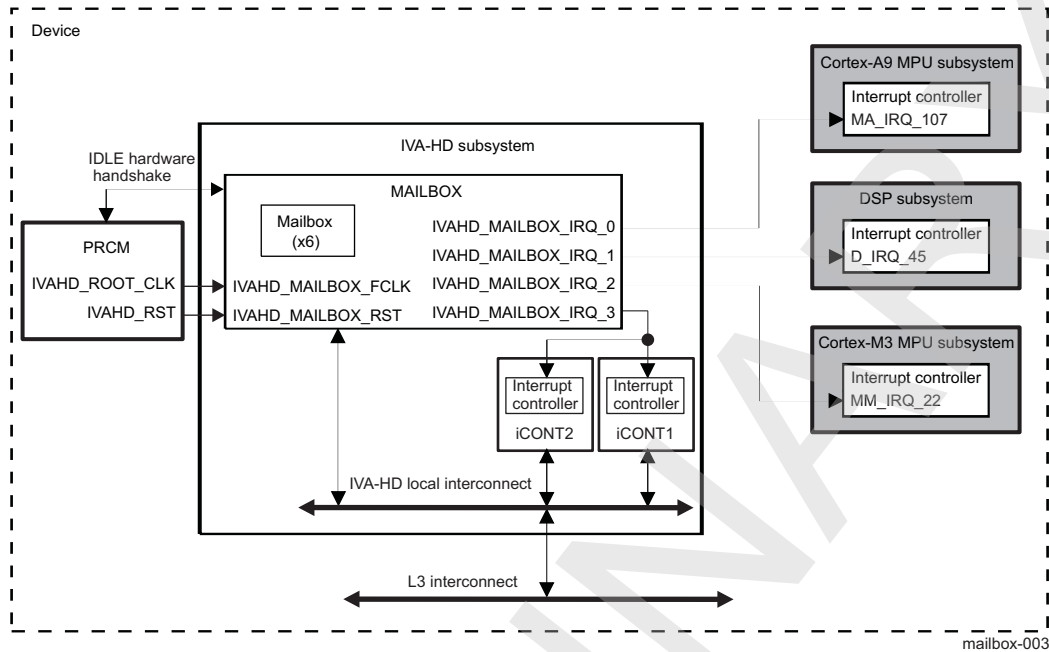 Device
Cortex-A9 MPU subsystem
Interrupt controller
MA_IRQ_107
IVA-HD subsystem
IDLE hardware
handshake
MAILBOX
Mailbox
(x6)
DSP subsystem
Interrupt controller
D_IRQ_45
PRCM
IVAHD_ROOT_CLK
IVAHD_RST
IVAHD_MAILBOX_FCLK
IVAHD_MAILBOX_RST
IVAHD_MAILBOX_IRQ_0
IVAHD_MAILBOX_IRQ_1
IVAHD_MAILBOX_IRQ_2
IVAHD_MAILBOX_IRQ_3
Cortex-M3 MPU subsystem
Interrupt controller
MM_IRQ_22
Interrupt
controller
iCONT2
Interrupt
controller
iCONT1
IVA-HD local interconnect
L3 interconnect
mailbox-003